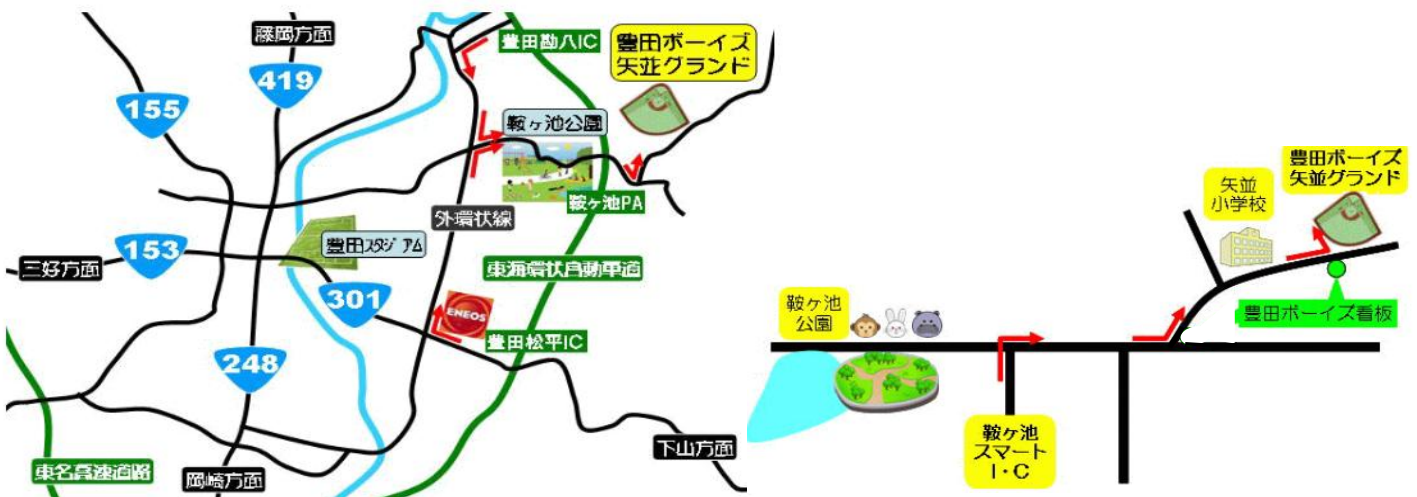 藤岡方面
419
155
豊田勘八IC
豊田ボーイズ
矢並グランド
鞍ヶ池公園
鞍ヶ池PA
外環状線
豊田スタジアム
153
三好方面
東海環状自動車道
301
ENEOS
豊田松平IC
248
下山方面
東名高速道路
岡崎方面
豊田ボーイズ
矢並グランド
矢並
小学校
鞍ヶ池
公園
豊田ボーイズ看板
鞍ヶ池
スマート
I・C